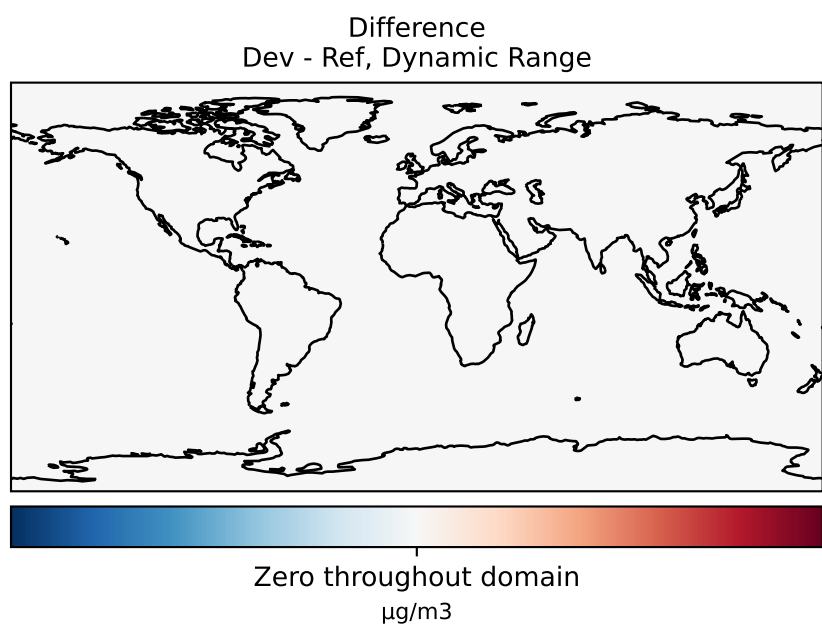 Difference
Dev - Ref, Dynamic Range
Zero throughout domain
μg/m3